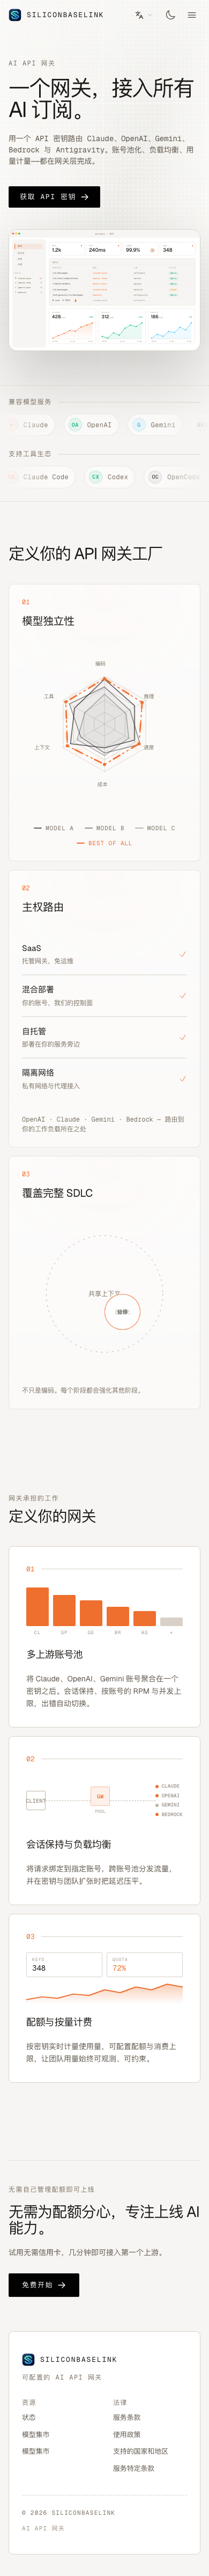 SILICONBASELINK
AI API 网关
一个网关，接入所有
AI 订阅。
用一个 API 密钥路由 Claude、OpenAI、Gemini、
Bedrock 与 Antigravity。账号池化、负载均衡、用
量计量——都在网关层完成。
获取 API 密钥 →
1.2k
240ms
99.9%
348
428
312
186
兼容模型服务
Claude
OA OpenAI
G Gemini
支持工具生态
Claude Code
CX Codex
OC OpenCode
定义你的 API 网关工厂
01
模型独立性
编码
工具
推理
上下文
速度
成本
MODEL A
MODEL B
MODEL C
BEST OF ALL
02
主权路由
SaaS
托管网关，免运维
混合部署
你的账号，我们的控制面
自托管
部署在你的服务旁边
隔离网络
私有网络与代理接入
OpenAI · Claude · Gemini · Bedrock — 路由到
你的工作负载所在之处
03
覆盖完整 SDLC
共享上下文
不只是编码。每个阶段都会强化其他阶段。
网关承担的工作
定义你的网关
01
CL
GP
GE
BR
AG
+
多上游账号池
将 Claude、OpenAI、Gemini 账号聚合在一个
密钥之后。会话保持、按账号的 RPM 与并发上
限，出错自动切换。
02
CLIENT
GW
POOL
CLAUDE
OPENAI
GEMINI
BEDROCK
会话保持与负载均衡
将请求绑定到指定账号，跨账号池分发流量，
并在密钥与团队扩张时把延迟压平。
03
KEYS
348
QUOTA
72%
配额与按量计费
按密钥实时计量使用量，可配置配额与消费上
限，让团队用量始终可观测、可约束。
无需自己管理配额即可上线
无需为配额分心，专注上线 AI
能力。
试用无需信用卡，几分钟即可接入第一个上游。
免费开始 →
SILICONBASELINK
可配置的 AI API 网关
资源
法律
状态
服务条款
模型集市
使用政策
模型集市
支持的国家和地区
服务特定条款
© 2026 SILICONBASELINK
AI API 网关